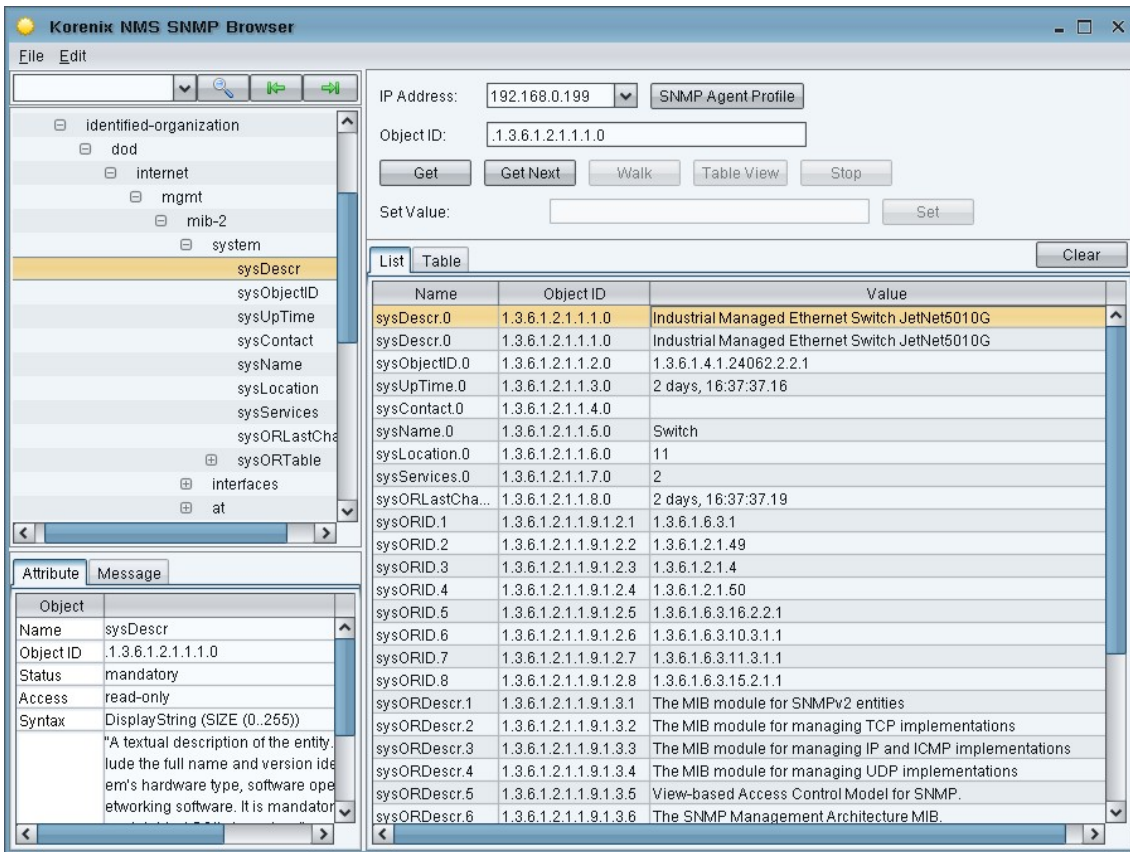 Korenix NMS SNMP Browser
File Edit
identified-organization
dod
internet
mgmt
mib-2
system
sysDescr
sysObjectID
sysUpTime
sysContact
sysName
sysLocation
sysServices
sysORLastCha
sysORTable
interfaces
at
Attribute Message
Object
Name sysDescr
Object ID .1.3.6.1.2.1.1.1.0
Status mandatory
Access read-only
Syntax DisplayString (SIZE (0..255))
"A textual description of the entity.
lude the full name and version ide
em's hardware type, software ope
etworking software. It is mandator
IP Address: 192.168.0.199 SNMP Agent Profile
Object ID: .1.3.6.1.2.1.1.1.0
Get Get Next Walk Table View Stop
Set Value: Set
List Table Clear
Name Object ID Value
sysDescr.0 1.3.6.1.2.1.1.1.0 Industrial Managed Ethernet Switch JetNet5010G
sysDescr.0 1.3.6.1.2.1.1.1.0 Industrial Managed Ethernet Switch JetNet5010G
sysObjectID.0 1.3.6.1.2.1.1.2.0 1.3.6.1.4.1.24062.2.2.1
sysUpTime.0 1.3.6.1.2.1.1.3.0 2 days, 16:37:37.16
sysContact.0 1.3.6.1.2.1.1.4.0
sysName.0 1.3.6.1.2.1.1.5.0 Switch
sysLocation.0 1.3.6.1.2.1.1.6.0 11
sysServices.0 1.3.6.1.2.1.1.7.0 2
sysORLastCha... 1.3.6.1.2.1.1.8.0 2 days, 16:37:37.19
sysORID.1 1.3.6.1.2.1.1.9.1.2.1 1.3.6.1.6.3.1
sysORID.2 1.3.6.1.2.1.1.9.1.2.2 1.3.6.1.2.1.49
sysORID.3 1.3.6.1.2.1.1.9.1.2.3 1.3.6.1.2.1.4
sysORID.4 1.3.6.1.2.1.1.9.1.2.4 1.3.6.1.2.1.50
sysORID.5 1.3.6.1.2.1.1.9.1.2.5 1.3.6.1.6.3.16.2.2.1
sysORID.6 1.3.6.1.2.1.1.9.1.2.6 1.3.6.1.6.3.10.3.1.1
sysORID.7 1.3.6.1.2.1.1.9.1.2.7 1.3.6.1.6.3.11.3.1.1
sysORID.8 1.3.6.1.2.1.1.9.1.2.8 1.3.6.1.6.3.15.2.1.1
sysORDescr.1 1.3.6.1.2.1.1.9.1.3.1 The MIB module for SNMPv2 entities
sysORDescr.2 1.3.6.1.2.1.1.9.1.3.2 The MIB module for managing TCP implementations
sysORDescr.3 1.3.6.1.2.1.1.9.1.3.3 The MIB module for managing IP and ICMP implementations
sysORDescr.4 1.3.6.1.2.1.1.9.1.3.4 The MIB module for managing UDP implementations
sysORDescr.5 1.3.6.1.2.1.1.9.1.3.5 View-based Access Control Model for SNMP.
sysORDescr.6 1.3.6.1.2.1.1.9.1.3.6 The SNMP Management Architecture MIB.